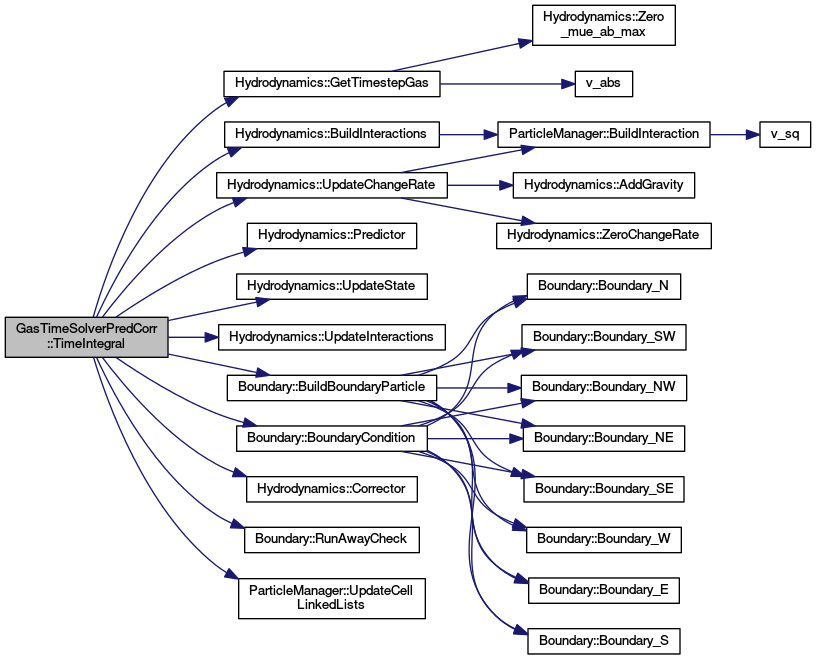 GasTimeSolverPredCorr
::TimeIntegral
Hydrodynamics::GetTimestepGas
Hydrodynamics::Zero
_mue_ab_max
v_abs
Hydrodynamics::BuildInteractions
ParticleManager::BuildInteraction
v_sq
Hydrodynamics::UpdateChangeRate
Hydrodynamics::AddGravity
Hydrodynamics::ZeroChangeRate
Hydrodynamics::Predictor
Hydrodynamics::UpdateState
Hydrodynamics::UpdateInteractions
Boundary::BuildBoundaryParticle
Boundary::BoundaryCondition
Boundary::Boundary_N
Boundary::Boundary_SW
Boundary::Boundary_NW
Boundary::Boundary_NE
Boundary::Boundary_SE
Boundary::Boundary_W
Boundary::Boundary_E
Boundary::Boundary_S
Hydrodynamics::Corrector
Boundary::RunAwayCheck
ParticleManager::UpdateCell
LinkedLists